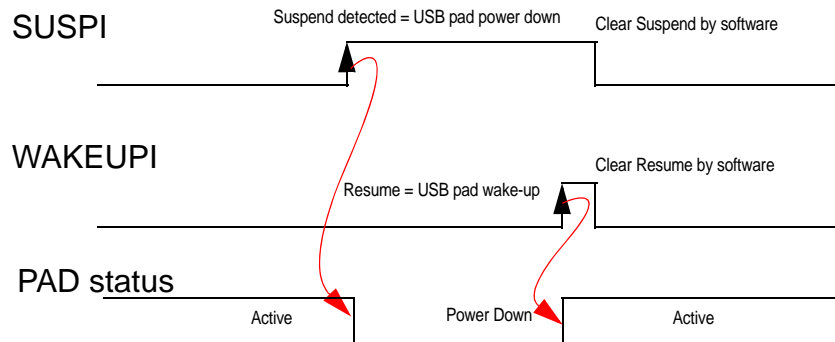 Suspend detected = USB pad power down
Clear Suspend by software
SUSPI
WAKEUPI
Clear Resume by software
Resume = USB pad wake-up
PAD status
Active
Power Down
Active